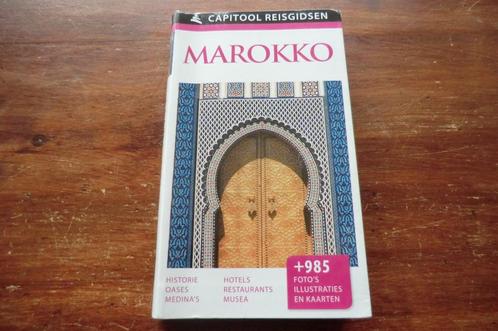 CAPITOOL REISGIDSEN
MAROKKO
HISTORIE
OASES
MEDINA'S
HOTELS
RESTAURANTS
MUSEA
+985
FOTO'S
ILLUSTRATIES
EN KAARTEN